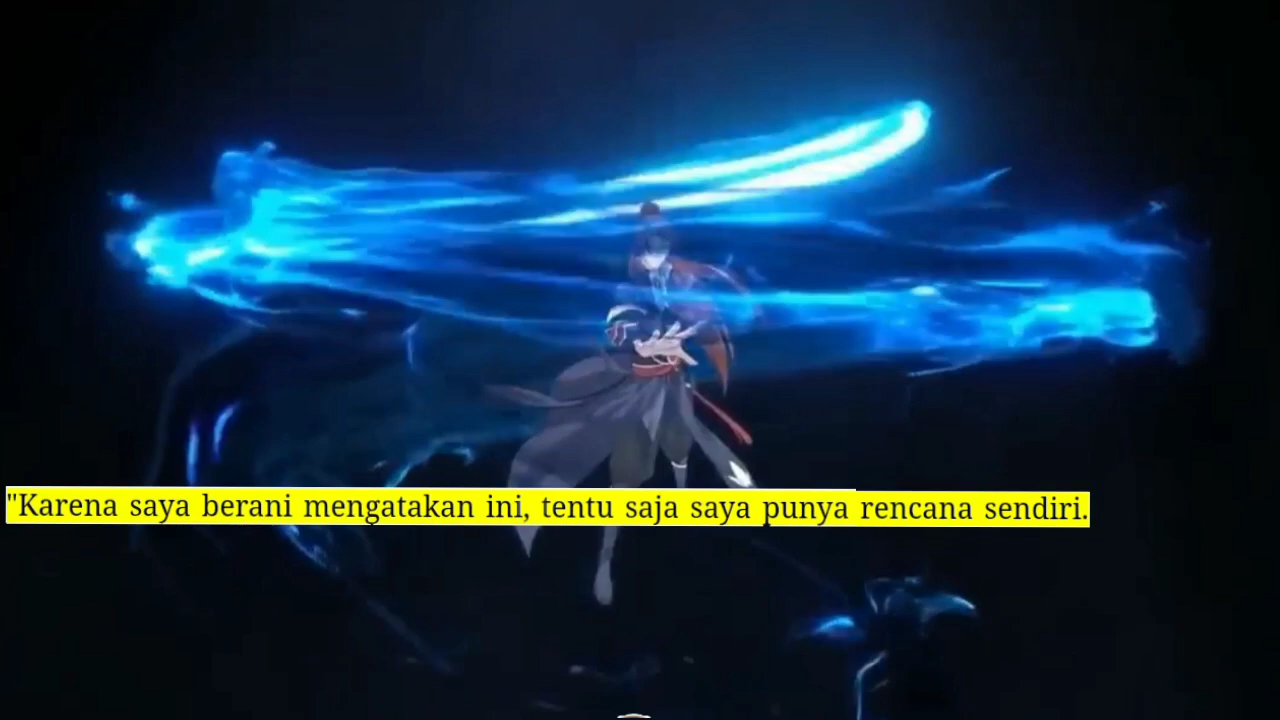 "Karena saya berani mengatakan ini, tentu saja saya punya rencana sendiri.